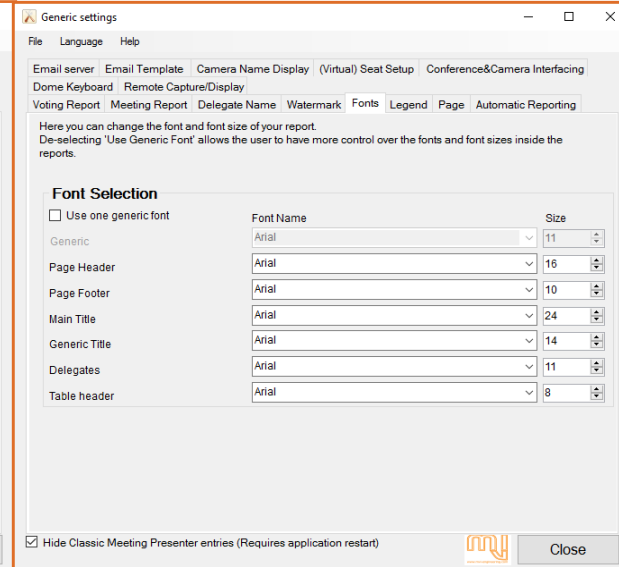 Generic settings
File Language Help
Email server Email Template Camera Name Display (Virtual) Seat Setup Conference&Camera Interfacing
Dome Keyboard Remote Capture/Display
Voting Report Meeting Report Delegate Name Watermark Fonts Legend Page Automatic Reporting
Here you can change the font and font size of your report.
De-selecting 'Use Generic Font' allows the user to have more control over the fonts and font sizes inside the
reports.
Font Selection
Use one generic font Font Name Size
Generic Arial 11
Page Header Arial 16
Page Footer Arial 10
Main Title Arial 24
Generic Title Arial 14
Delegates Arial 11
Table header Arial 8
Hide Classic Meeting Presenter entries (Requires application restart) Close